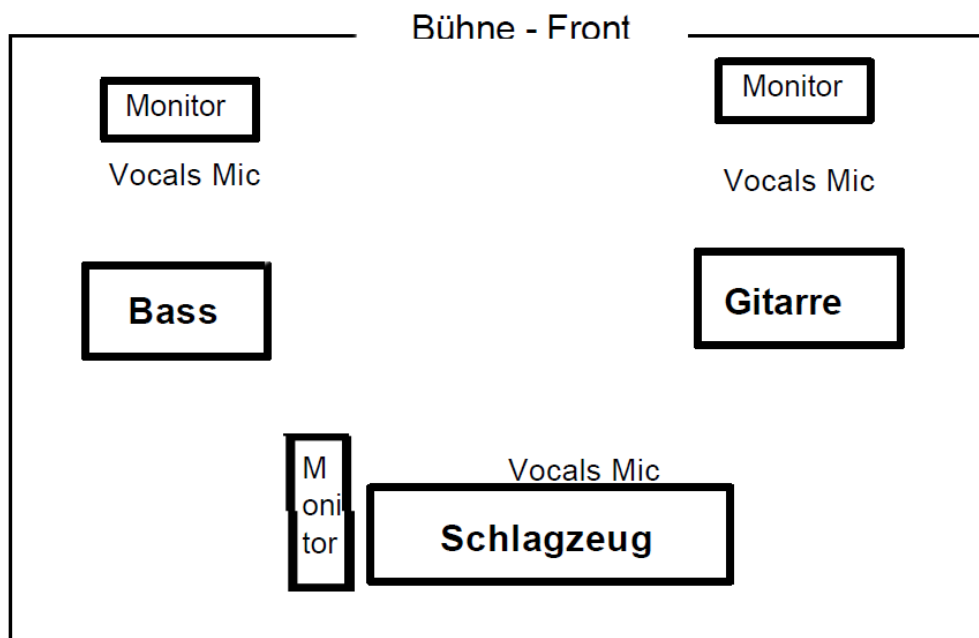 Bühne - Front
Monitor
Monitor
Vocals Mic
Vocals Mic
Bass
Gitarre
Vocals Mic
M
oni
tor
Schlagzeug